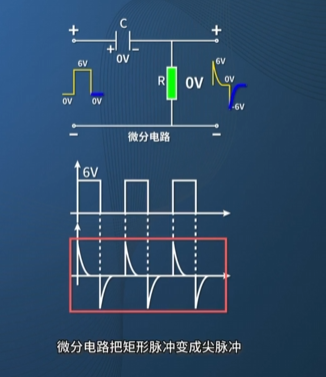 C
+ +
+ −
0V
6V
0V 0V
R 0V
6V
0V
-6V
− −
微分电路
6V
微分电路把矩形脉冲变成尖脉冲